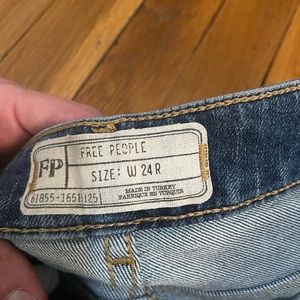 FP
FREE PEOPLE
SIZE: W 24 R
MADE IN TURKEY
FABRIQUE EN TURQUIE